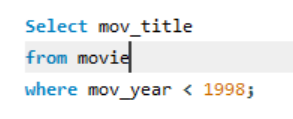 Select mov_title
from movie
where mov_year < 1998;